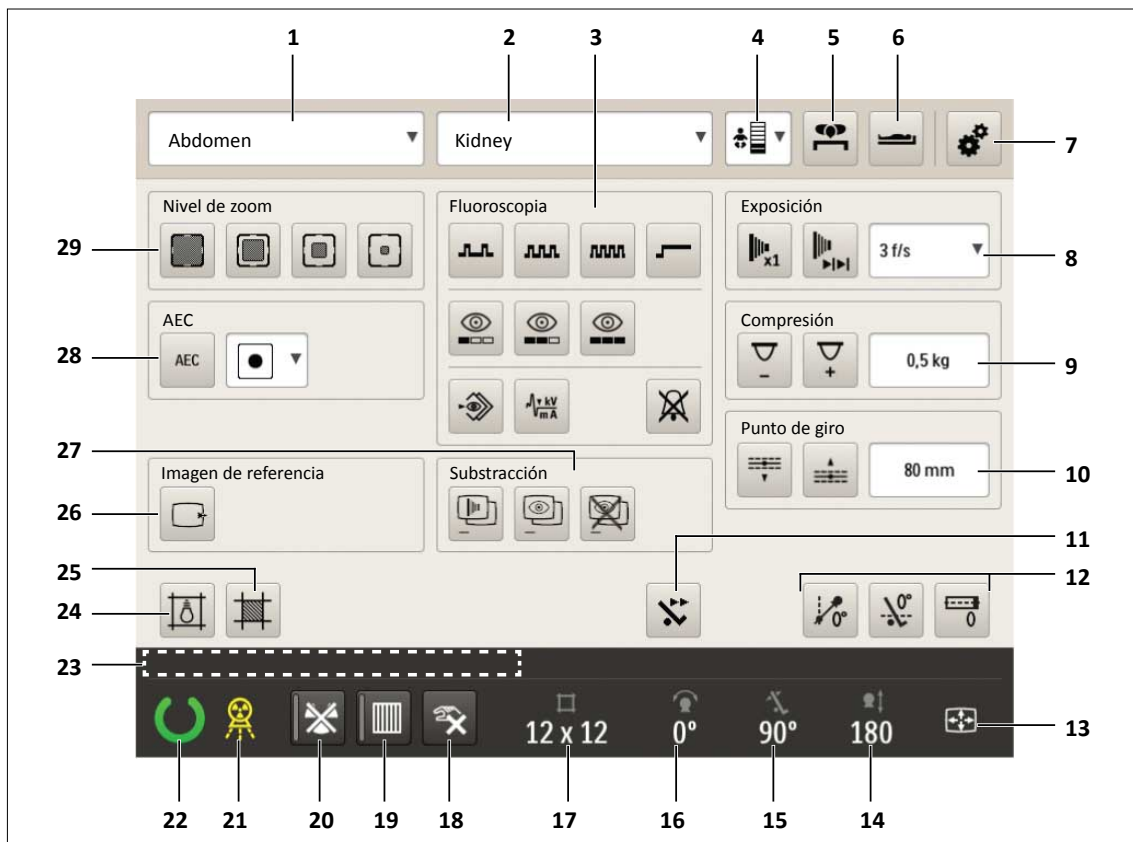 1 2 3 4 5 6
Abdomen Kidney
7
Nivel de zoom Fluoroscopia Exposición
29 x1 3 f/s 8
AEC Compresión
28 AEC kV mA − + 0,5 kg 9
27 Punto de giro
80 mm 10
Imagen de referencia Substracción
26
11
25
12
24 0° 0° 0
23
12 x 12 0° 90° 180 13
22 21 20 19 18 17 16 15 14